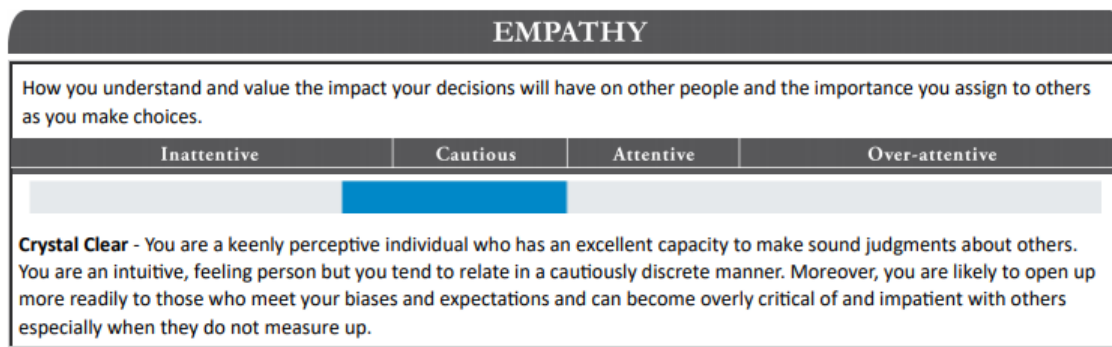 EMPATHY
How you understand and value the impact your decisions will have on other people and the importance you assign to others
as you make choices.
Inattentive Cautious Attentive Over-attentive
Crystal Clear - You are a keenly perceptive individual who has an excellent capacity to make sound judgments about others.
You are an intuitive, feeling person but you tend to relate in a cautiously discrete manner. Moreover, you are likely to open up
more readily to those who meet your biases and expectations and can become overly critical of and impatient with others
especially when they do not measure up.